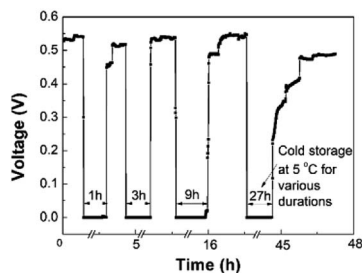 0.6
0.5
0.4
0.3
0.2
0.1
0.0
Voltage (V)
1h
3h
9h
27h
Cold storage
at 5 °C for
various
durations
0
5
16
45
48
Time (h)